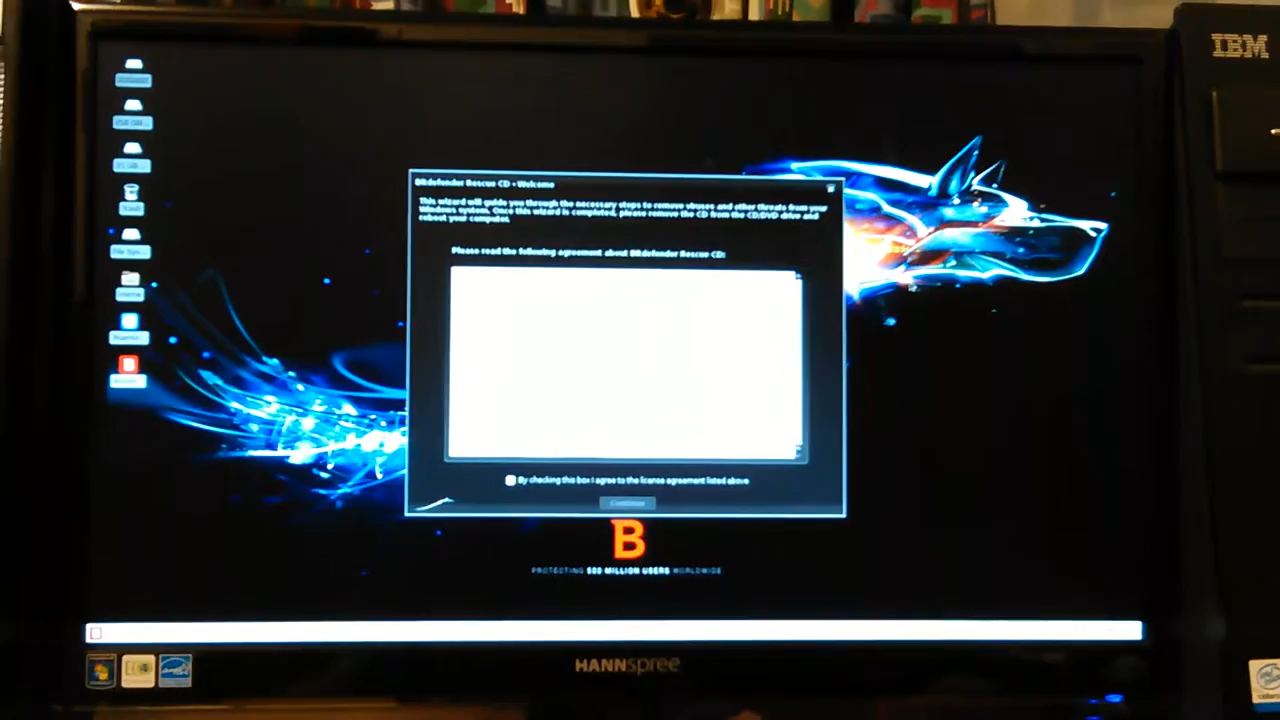 IBM
Bitdefender Rescue CD - Welcome
This wizard will guide you through the necessary steps to remove viruses and other threats from your
Windows system. Once this wizard is completed, please remove the CD from the CD/DVD drive and
reboot your computer.
Please read the following agreement about Bitdefender Rescue CD:
By checking this box I agree to the license agreement listed above
Continue
B
PROTECTING 500 MILLION USERS WORLDWIDE
HANNspree